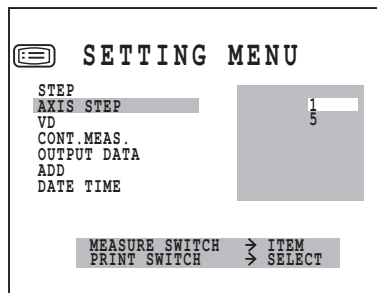 SETTING MENU
STEP
AXIS STEP
1
VD
5
CONT.MEAS.
OUTPUT DATA
ADD
DATE TIME
MEASURE SWITCH → ITEM
PRINT SWITCH → SELECT